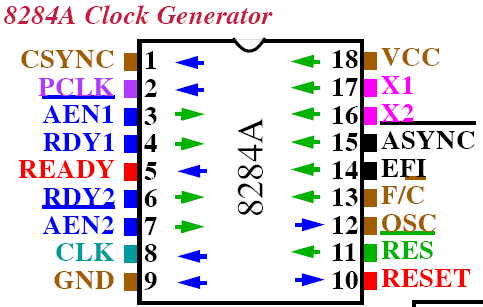 8284A Clock Generator
CSYNC 1 18 VCC
PCLK 2 17 X1
AEN1 3 16 X2
RDY1 4 15 ASYNC
READY 5 14 EFI
RDY2 6 13 F/C
AEN2 7 12 OSC
CLK 8 11 RES
GND 9 10 RESET
8284A